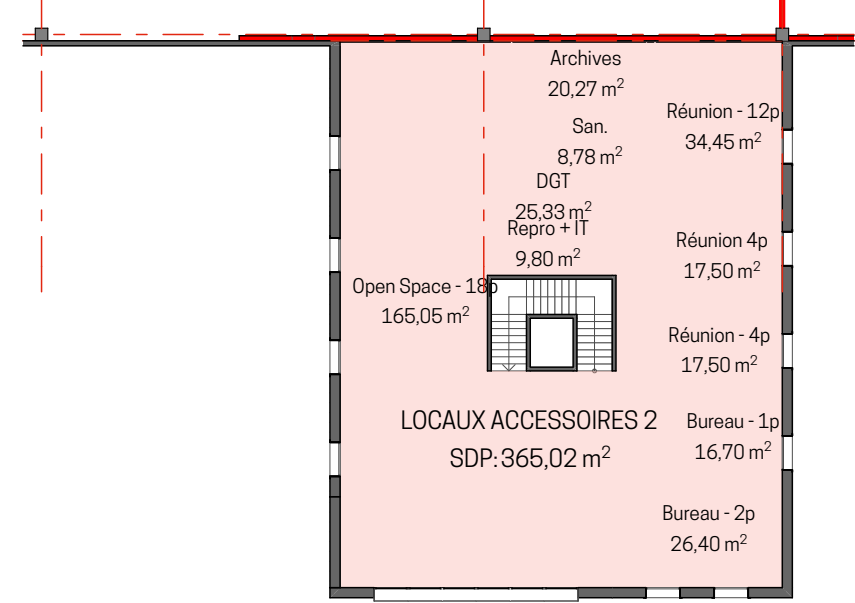 Archives
20,27 m²
Réunion - 12p
34,45 m²
San.
8,78 m²
DGT
25,33 m²
Repro + IT
9,80 m²
Réunion 4p
17,50 m²
Open Space - 18p
165,05 m²
Réunion - 4p
17,50 m²
LOCAUX ACCESSOIRES 2
SDP: 365,02 m²
Bureau - 1p
16,70 m²
Bureau - 2p
26,40 m²